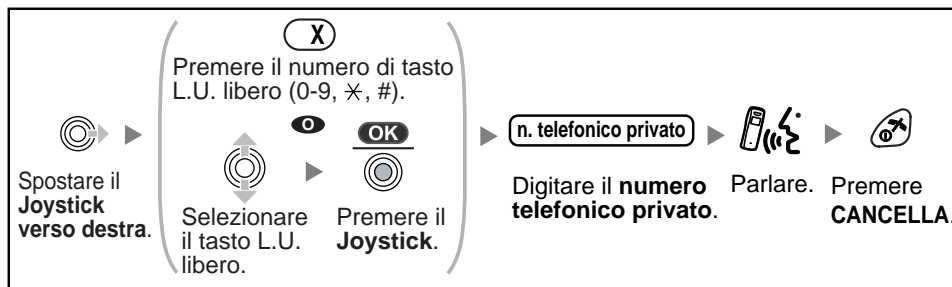 X
Premere il numero di tasto
L.U. libero (0-9, ✳, #).
O
OK
Selezionare
il tasto L.U.
libero.
Premere il
Joystick.
Spostare il
Joystick
verso destra.
n. telefonico privato
Digitare il numero
telefonico privato.
Parlare.
Premere
CANCELLA.